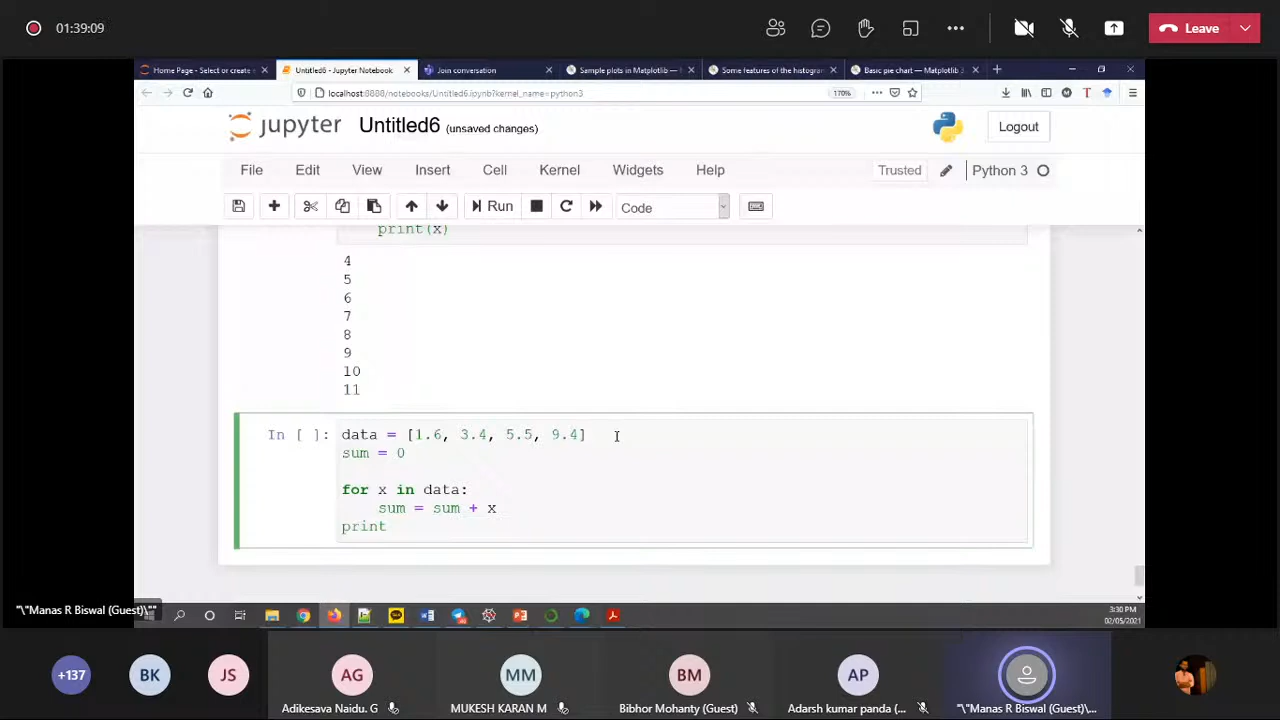 01:39:09
Leave
Home Page - Select or create
Untitled6 - Jupyter Notebook
Join conversation
Sample plots in Matplotlib —
Some features of the histogram
Basic pie chart — Matplotlib 3.
localhost:8888/notebooks/Untitled6.ipynb?kernel_name=python3
170%
jupyter Untitled6 (unsaved changes)
Logout
File Edit View Insert Cell Kernel Widgets Help
Trusted
Python 3
Run
Code
print(x)
4
5
6
7
8
9
10
11
In [ ]:
data = [1.6, 3.4, 5.5, 9.4]
sum = 0
for x in data:
sum = sum + x
print
"\"Manas R Biswal (Guest)\""
3:30 PM
02/05/2021
+137
BK
JS
AG
MM
BM
AP
Adikesava Naidu. G
MUKESH KARAN M
Bibhor Mohanty (Guest)
Adarsh kumar panda (...
"\"Manas R Biswal (Guest)\...